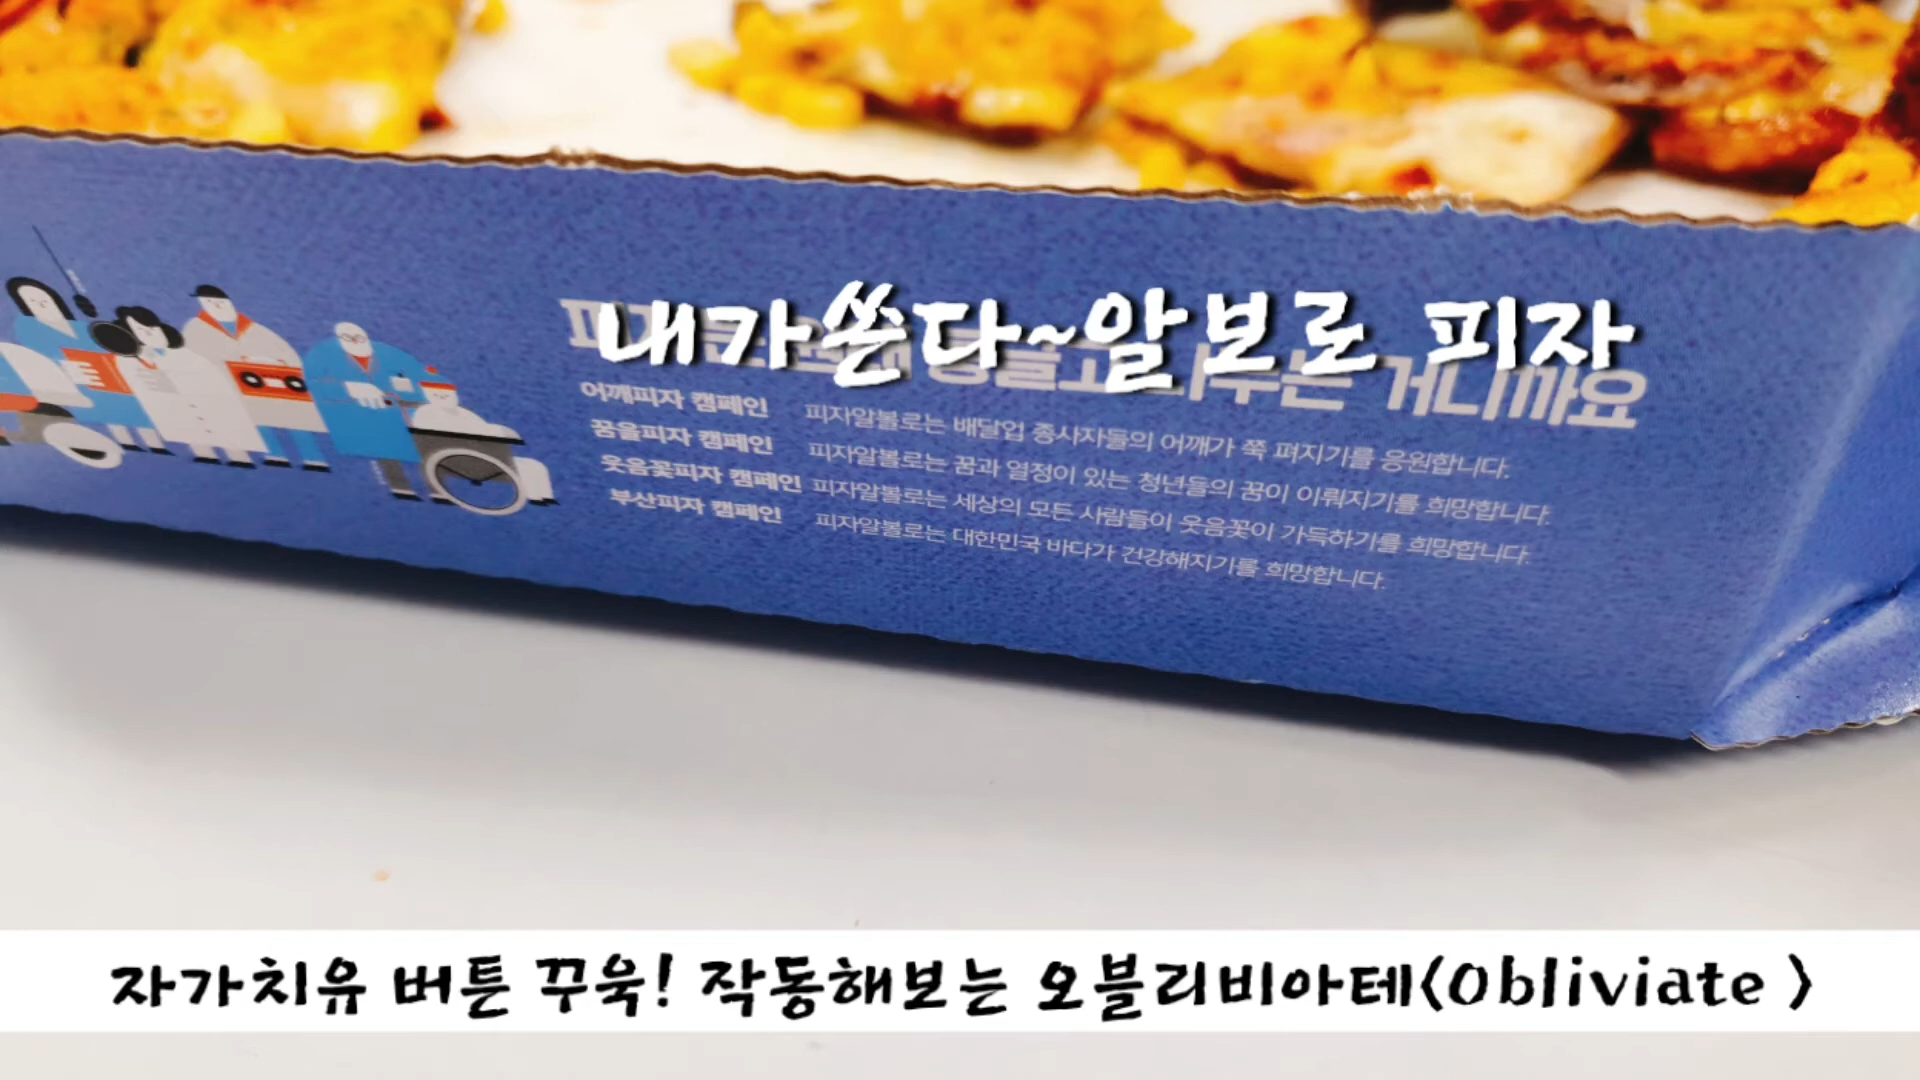 내가쏜다~알보로 피자
거니까요
어깨피자 캠페인 피자알볼로는 배달업 종사자들의 어깨가 쭉 펴지기를 응원합니다.
꿈을피자 캠페인 피자알볼로는 꿈과 열정이 있는 청년들의 꿈이 이뤄지기를 희망합니다.
웃음꽃피자 캠페인 피자알볼로는 세상의 모든 사람들이 웃음꽃이 가득하기를 희망합니다.
부산피자 캠페인 피자알볼로는 대한민국 바다가 건강해지기를 희망합니다.
자가치유 버튼 꾸욱! 작동해보는 오블리비아테<Obliviate >